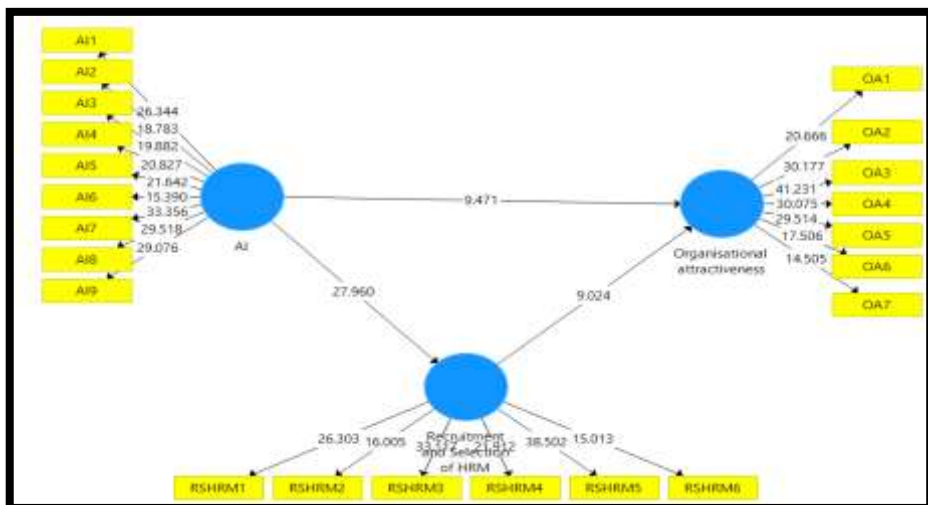 AI1
AI2
AI3
AI4
AI5
AI6
AI7
AI8
AI9
26.344
18.783
19.882
20.827
21.642
15.390
33.356
29.518
29.076
AI
9.471
27.960
9.024
Organisational
attractiveness
20.666
30.177
41.231
30.075
29.514
17.506
14.505
OA1
OA2
OA3
OA4
OA5
OA6
OA7
Recruitment
and Selection
of HRM
26.303
16.005
38.502
15.013
RSHRM1
RSHRM2
RSHRM3
RSHRM4
RSHRM5
RSHRM6